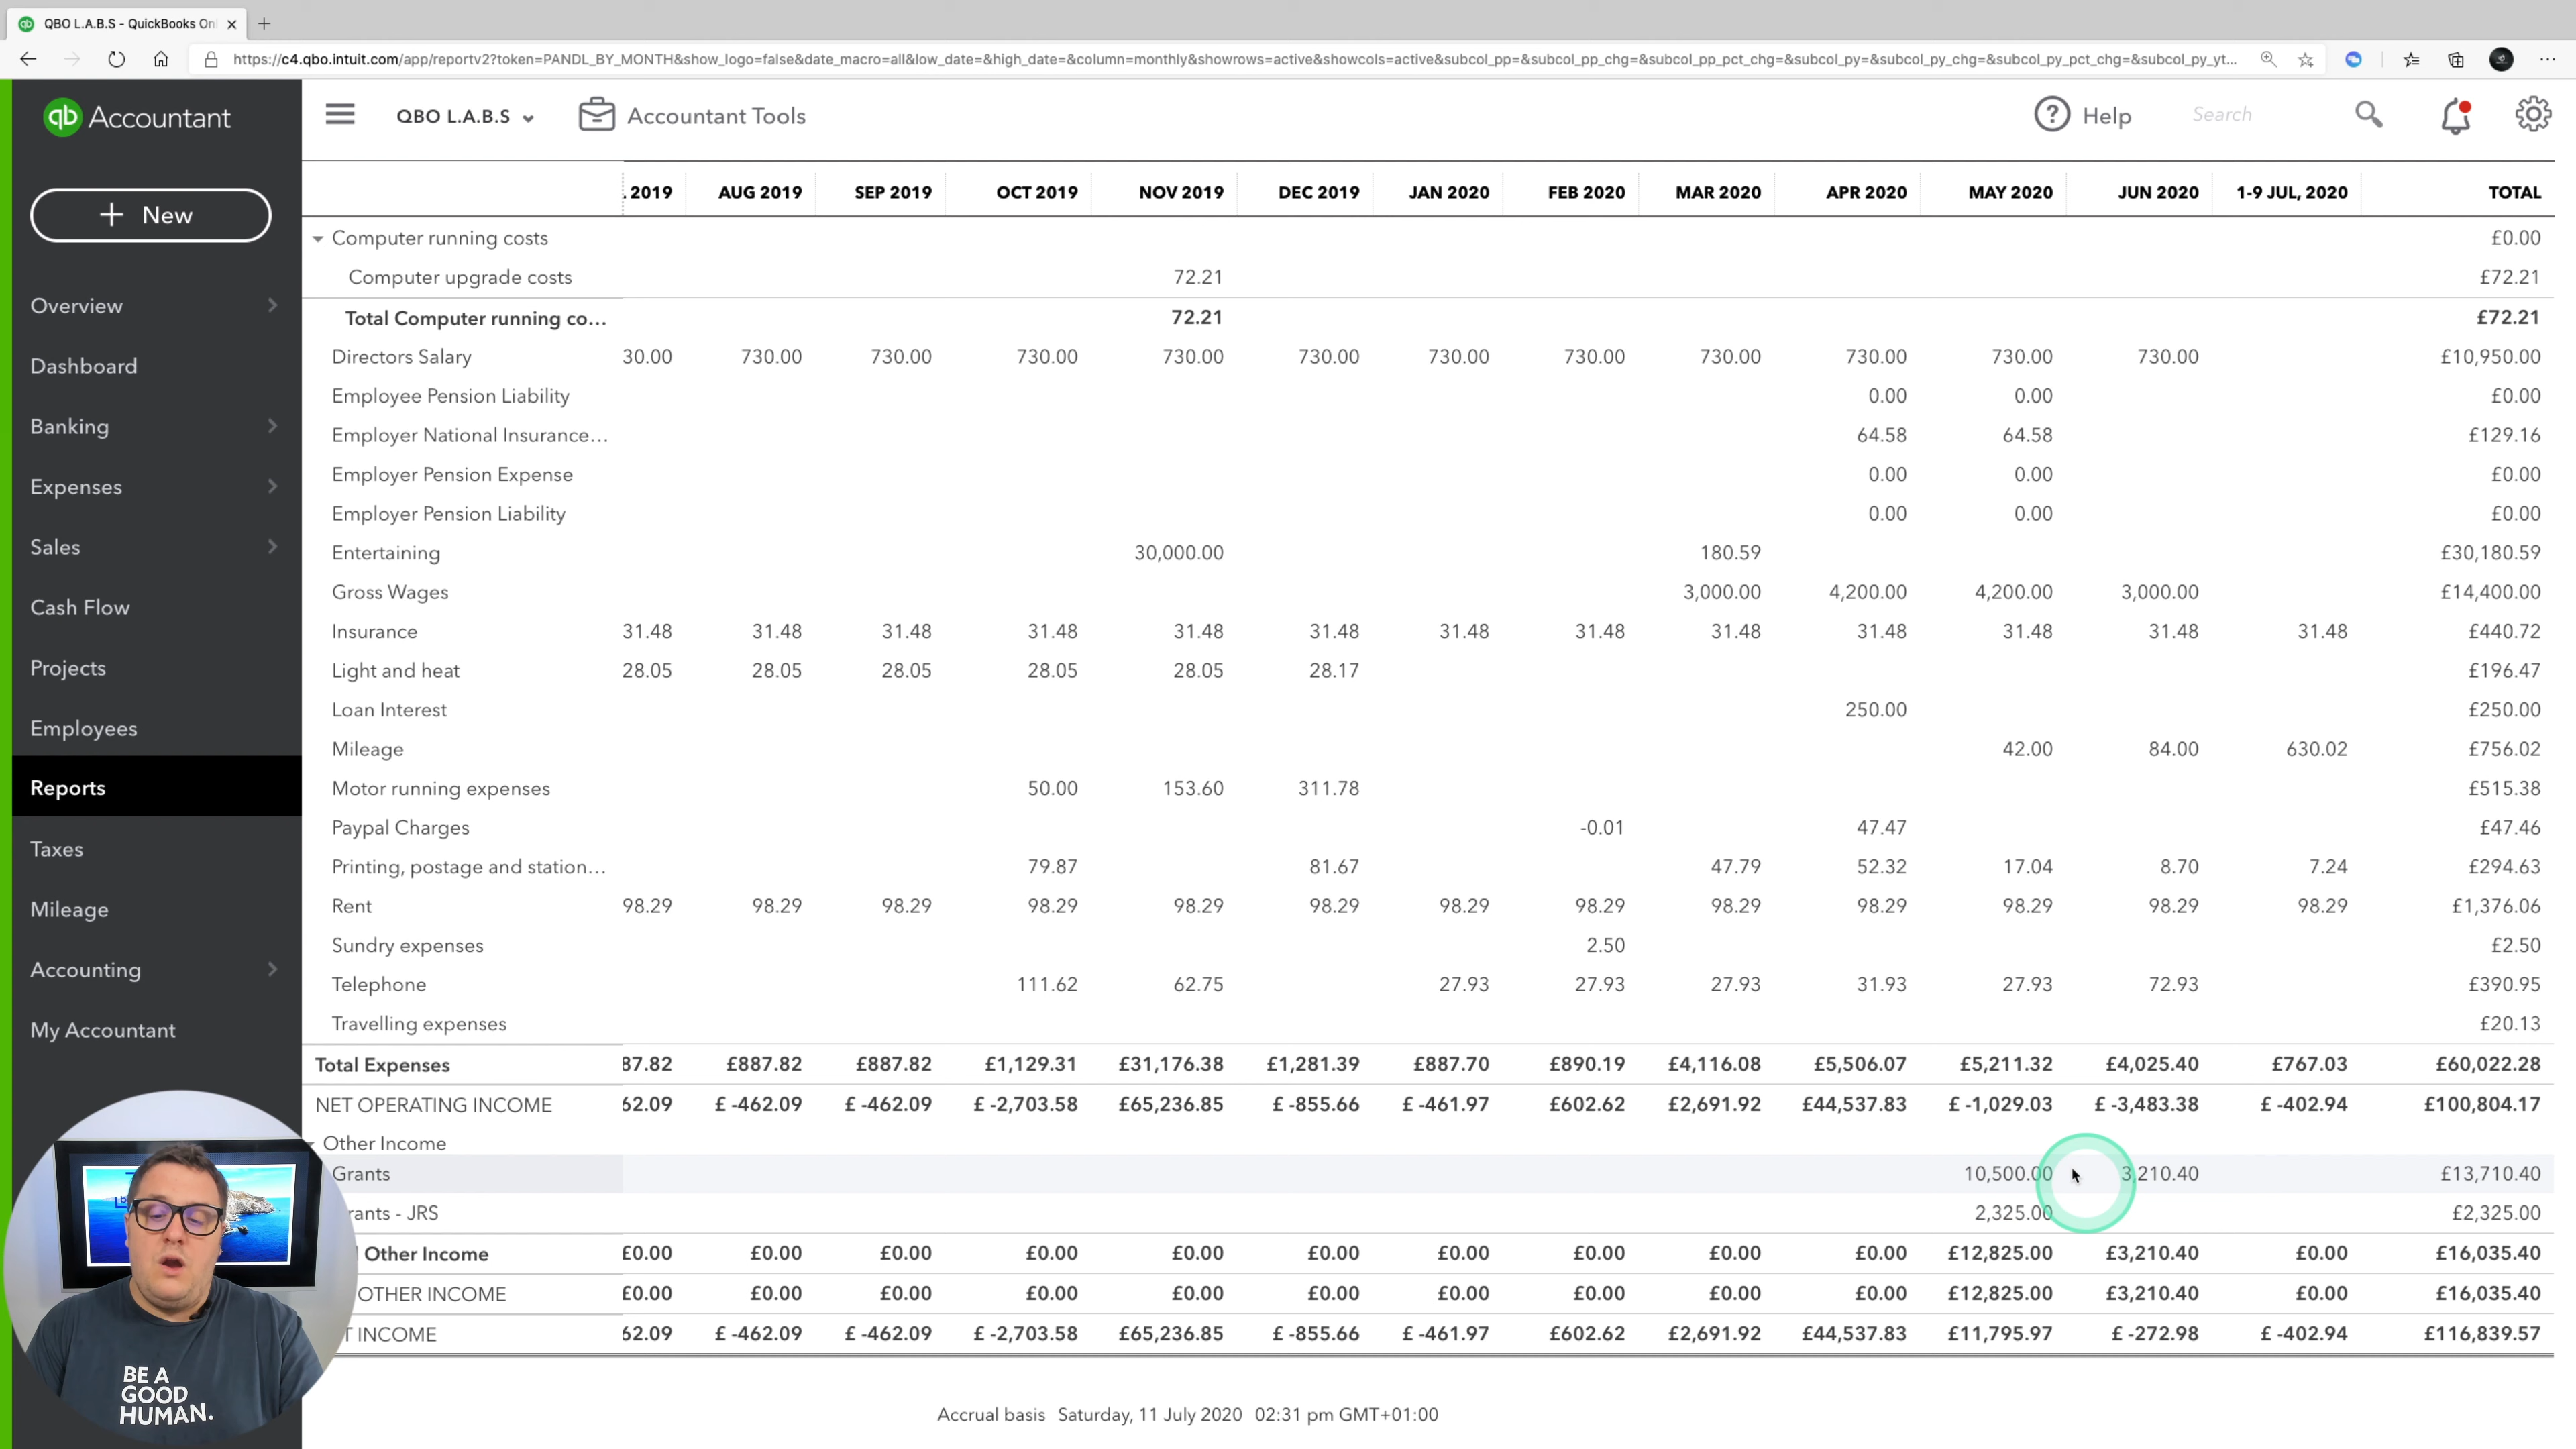 QBO L.A.B.S - QuickBooks Onl
https://c4.qbo.intuit.com/app/reportv2?token=PANDL_BY_MONTH&show_logo=false&date_macro=all&low_date=&high_date=&column=monthly&showrows=active&showcols=active&subcol_pp=&subcol_pp_chg=&subcol_pp_pct_chg=&subcol_py=&subcol_py_chg=&subcol_py_pct_chg=&subcol_py_yt...
qb Accountant QBO L.A.B.S Accountant Tools ? Help Search
+ New
Overview
Dashboard
Banking
Expenses
Sales
Cash Flow
Projects
Employees
Reports
Taxes
Mileage
Accounting
My Accountant
. 2019 AUG 2019 SEP 2019 OCT 2019 NOV 2019 DEC 2019 JAN 2020 FEB 2020 MAR 2020 APR 2020 MAY 2020 JUN 2020 1-9 JUL, 2020 TOTAL
Computer running costs £0.00
Computer upgrade costs 72.21 £72.21
Total Computer running co... 72.21 £72.21
Directors Salary 30.00 730.00 730.00 730.00 730.00 730.00 730.00 730.00 730.00 730.00 730.00 730.00 £10,950.00
Employee Pension Liability 0.00 0.00 £0.00
Employer National Insurance... 64.58 64.58 £129.16
Employer Pension Expense 0.00 0.00 £0.00
Employer Pension Liability 0.00 0.00 £0.00
Entertaining 30,000.00 180.59 £30,180.59
Gross Wages 3,000.00 4,200.00 4,200.00 3,000.00 £14,400.00
Insurance 31.48 31.48 31.48 31.48 31.48 31.48 31.48 31.48 31.48 31.48 31.48 31.48 31.48 £440.72
Light and heat 28.05 28.05 28.05 28.05 28.05 28.17 £196.47
Loan Interest 250.00 £250.00
Mileage 42.00 84.00 630.02 £756.02
Motor running expenses 50.00 153.60 311.78 £515.38
Paypal Charges -0.01 47.47 £47.46
Printing, postage and station... 79.87 81.67 47.79 52.32 17.04 8.70 7.24 £294.63
Rent 98.29 98.29 98.29 98.29 98.29 98.29 98.29 98.29 98.29 98.29 98.29 98.29 98.29 £1,376.06
Sundry expenses 2.50 £2.50
Telephone 111.62 62.75 27.93 27.93 27.93 31.93 27.93 72.93 £390.95
Travelling expenses £20.13
Total Expenses 87.82 £887.82 £887.82 £1,129.31 £31,176.38 £1,281.39 £887.70 £890.19 £4,116.08 £5,506.07 £5,211.32 £4,025.40 £767.03 £60,022.28
NET OPERATING INCOME 62.09 £ -462.09 £ -462.09 £ -2,703.58 £65,236.85 £ -855.66 £ -461.97 £602.62 £2,691.92 £44,537.83 £ -1,029.03 £ -3,483.38 £ -402.94 £100,804.17
Other Income
Grants 10,500.00 3,210.40 £13,710.40
rants - JRS 2,325.00 £2,325.00
Other Income £0.00 £0.00 £0.00 £0.00 £0.00 £0.00 £0.00 £0.00 £0.00 £0.00 £12,825.00 £3,210.40 £0.00 £16,035.40
OTHER INCOME £0.00 £0.00 £0.00 £0.00 £0.00 £0.00 £0.00 £0.00 £0.00 £0.00 £12,825.00 £3,210.40 £0.00 £16,035.40
T INCOME 62.09 £ -462.09 £ -462.09 £ -2,703.58 £65,236.85 £ -855.66 £ -461.97 £602.62 £2,691.92 £44,537.83 £11,795.97 £ -272.98 £ -402.94 £116,839.57
BE A
GOOD
HUMAN.
Accrual basis Saturday, 11 July 2020 02:31 pm GMT+01:00